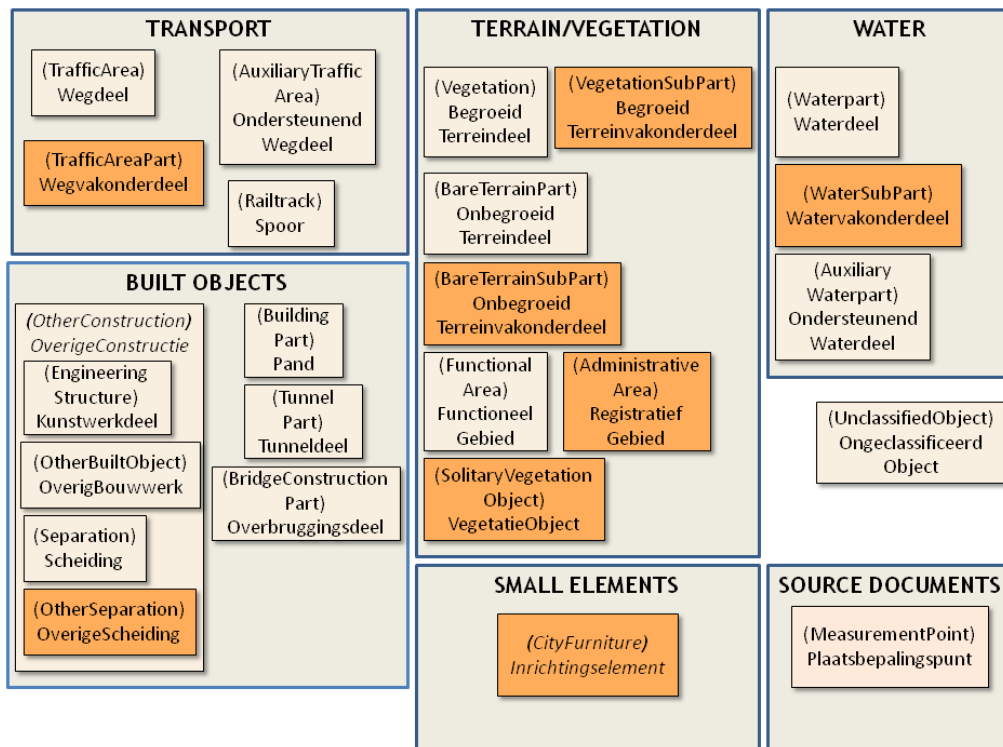 TRANSPORT
(TrafficArea)
Wegdeel
(AuxiliaryTraffic
Area)
Ondersteunend
Wegdeel
(TrafficAreaPart)
Wegvakonderdeel
(Railtrack)
Spoor
BUILT OBJECTS
(OtherConstruction)
OverigeConstructie
(Engineering
Structure)
Kunstwerkdeel
(OtherBuiltObject)
OverigBouwwerk
(Separation)
Scheiding
(OtherSeparation)
OverigeScheiding
(Building
Part)
Pand
(Tunnel
Part)
Tunneldeel
(BridgeConstruction
Part)
Overbruggingsdeel
TERRAIN/VEGETATION
(Vegetation)
Begroeid
Terreindeel
(VegetationSubPart)
Begroeid
Terreinvakonderdeel
(BareTerrainPart)
Onbegroeid
Terreindeel
(BareTerrainSubPart)
Onbegroeid
Terreinvakonderdeel
(Functional
Area)
Functioneel
Gebied
(Administrative
Area)
Registratief
Gebied
(SolitaryVegetation
Object)
VegetatieObject
WATER
(Waterpart)
Waterdeel
(WaterSubPart)
Watervakonderdeel
(Auxiliary
Waterpart)
Ondersteunend
Waterdeel
(UnclassifiedObject)
Ongeclassificeerd
Object
SMALL ELEMENTS
(CityFurniture)
Inrichtingselement
SOURCE DOCUMENTS
(MeasurementPoint)
Plaatsbepalingspunt